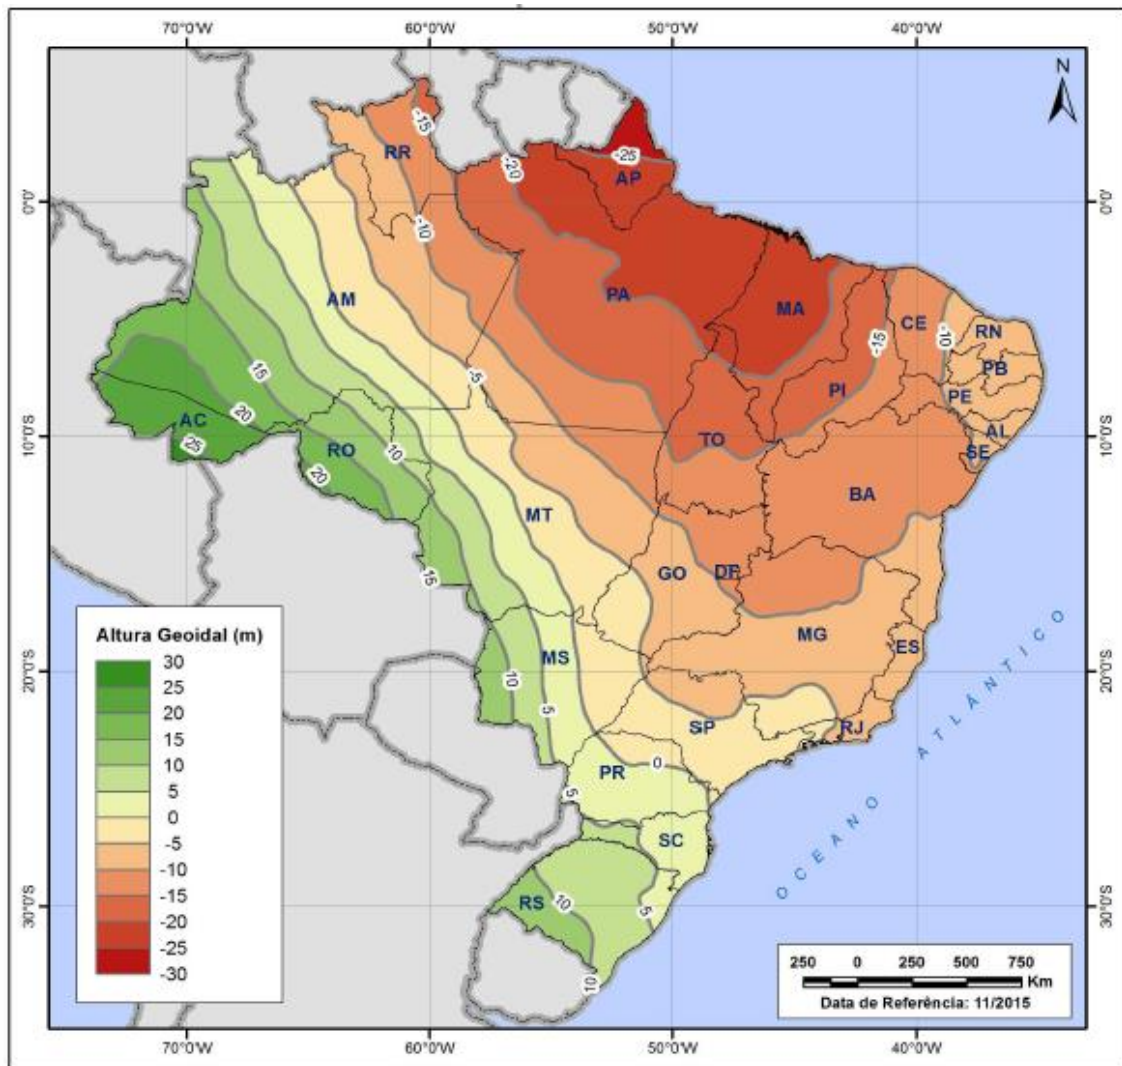 70°0'W 60°0'W 50°0'W 40°0'W
N
-15
RR
-20
-25
AP
0°0' 0°0'
-10
AM
PA
MA
CE
-15
-10
RN
PB
PE
AL
SE
PI
-5
15
20
AC
25
RO
20
10
TO
10°0'S 10°0'S
BA
MT
15
GO
DF
MG
ES
MS
10
5
20°0'S 20°0'S
SP
RJ
0
PR
5
SC
RS
10
5
10
30°0'S 30°0'S
OCEANO ATLÂNTICO
Altura Geoidal (m)
30
25
20
15
10
5
0
-5
-10
-15
-20
-25
-30
250 0 250 500 750
Km
Data de Referência: 11/2015
70°0'W 60°0'W 50°0'W 40°0'W